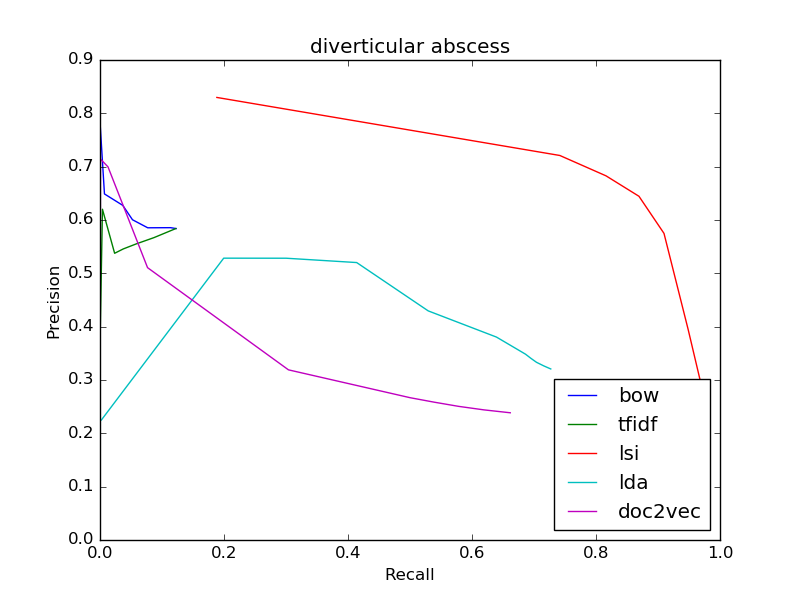 diverticular abscess
0.9
0.8
0.7
0.6
0.5
0.4
0.3
0.2
0.1
0.0
Precision
0.0 0.2 0.4 0.6 0.8 1.0
Recall
bow
tfidf
lsi
lda
doc2vec